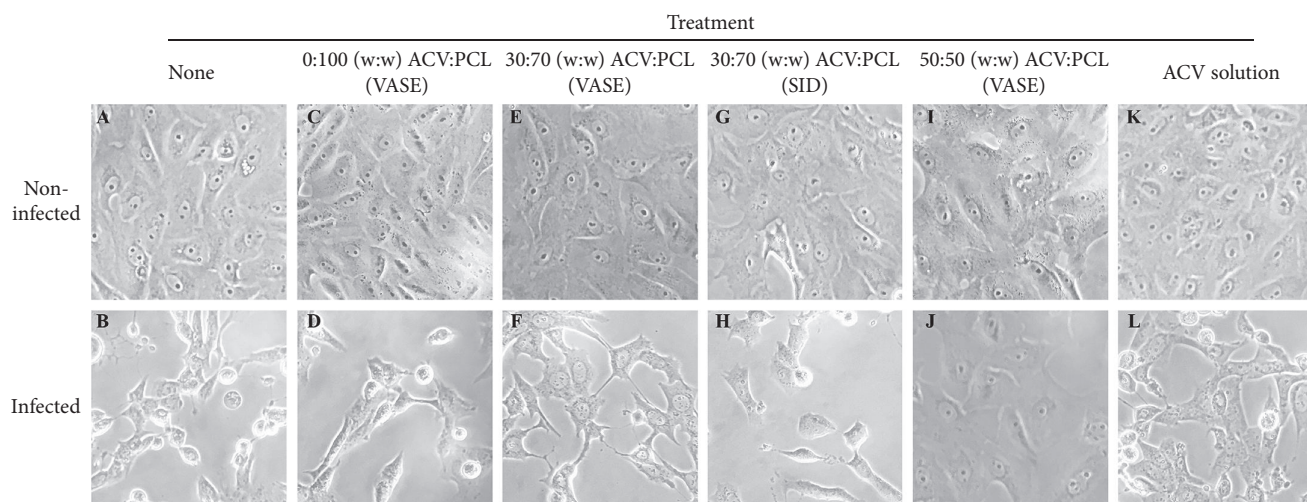 Treatment
None
0:100 (w:w) ACV:PCL
(VASE)
30:70 (w:w) ACV:PCL
(VASE)
30:70 (w:w) ACV:PCL
(SID)
50:50 (w:w) ACV:PCL
(VASE)
ACV solution
Non-
infected
A
C
E
G
I
K
Infected
B
D
F
H
J
L